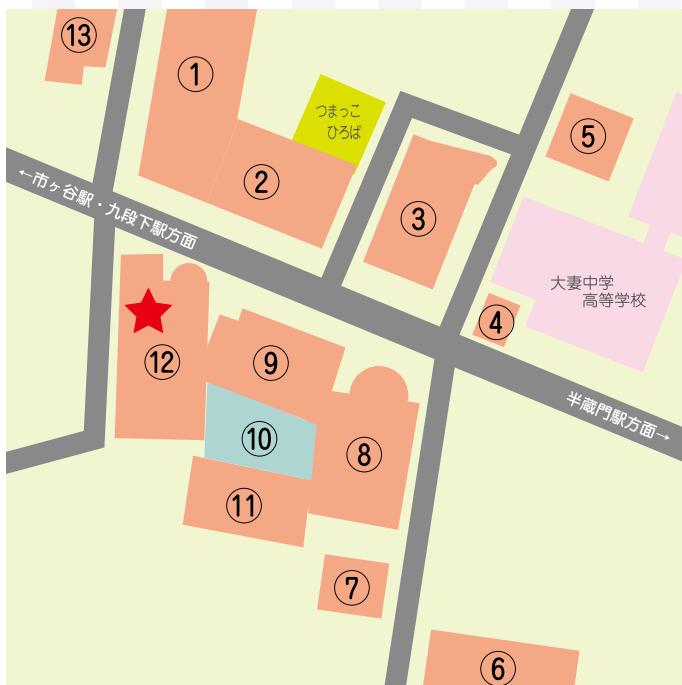 ⑬
①
つまっこ
ひろば
⑤
②
③
←市ヶ谷駅・九段下駅方面
大妻中学
高等学校
④
⑫
⑨
半蔵門駅方面→
⑩
⑧
⑪
⑦
⑥